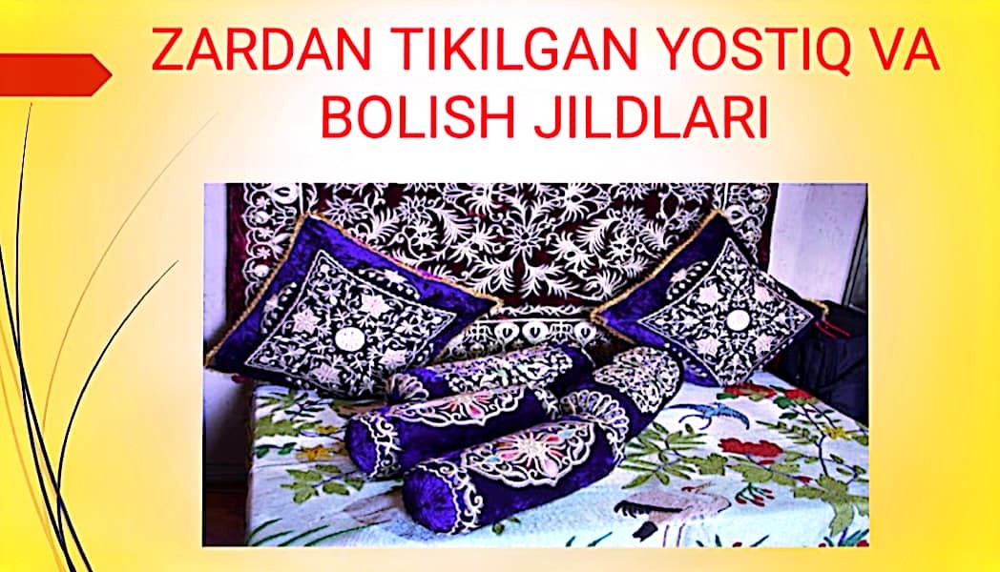 ZARDAN TIKILGAN YOSTIQ VA
BOLISH JILDLARI